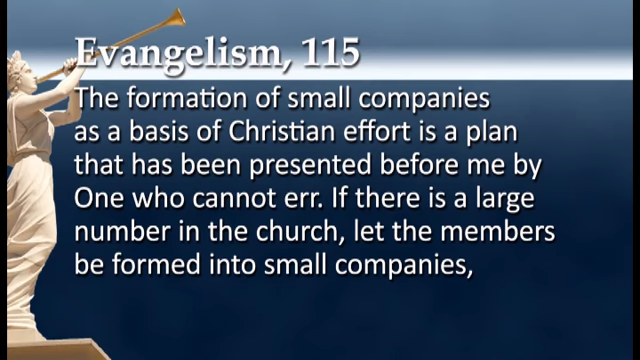 Evangelism, 115
The formation of small companies
as a basis of Christian effort is a plan
that has been presented before me by
One who cannot err. If there is a large
number in the church, let the members
be formed into small companies,